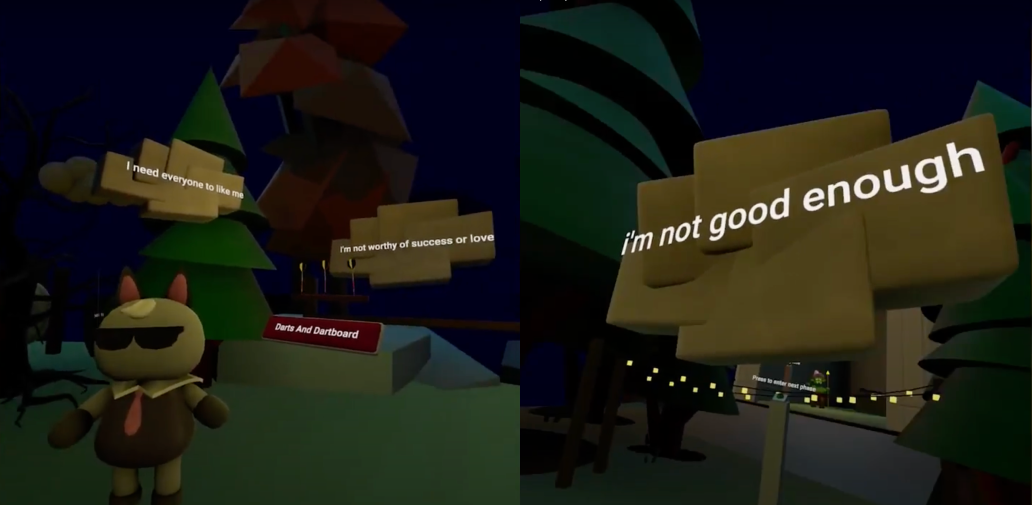 I need everyone to like me
i'm not worthy of success or love
Darts And Dartboard
i'm not good enough
Press to enter next phase